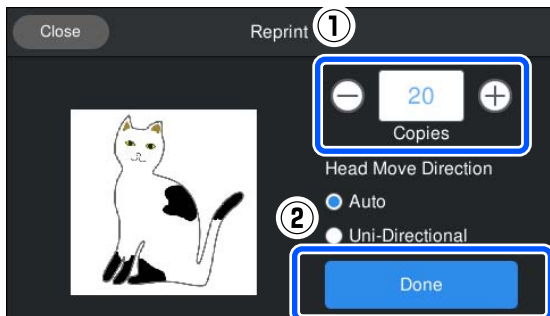 Close
Reprint
①
20
Copies
Head Move Direction
Auto
②
Uni-Directional
Done